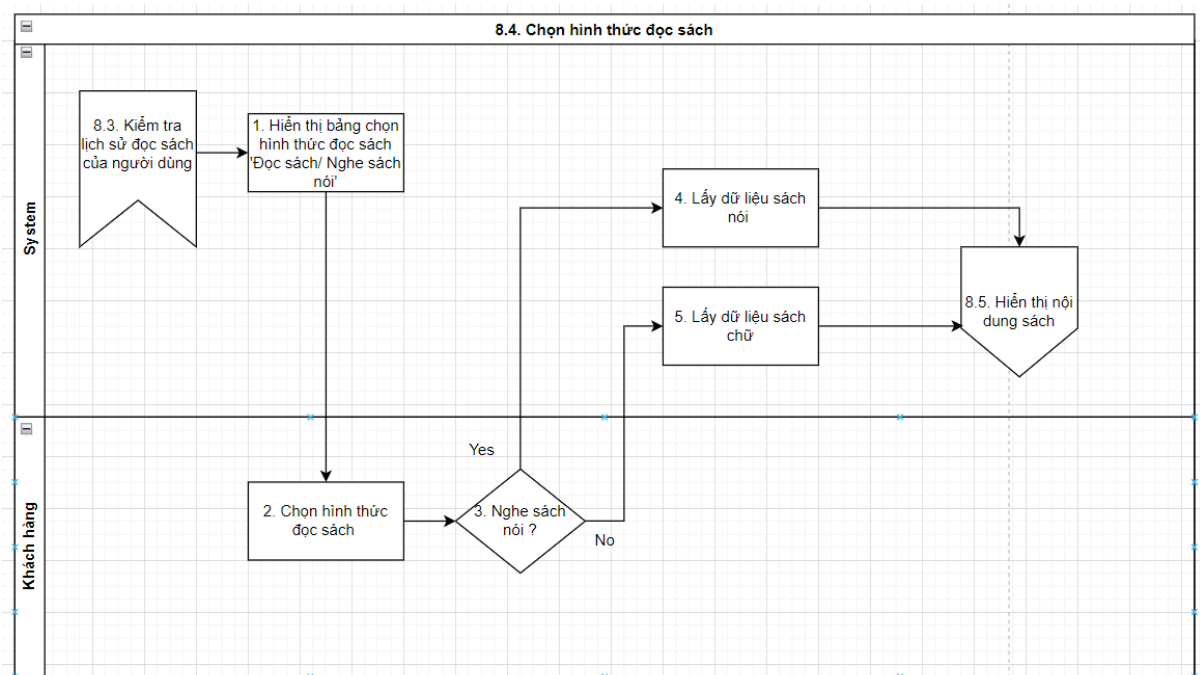 8.4. Chọn hình thức đọc sách
System
8.3. Kiểm tra
lịch sử đọc sách
của người dùng
1. Hiển thị bảng chọn
hình thức đọc sách
'Đọc sách/ Nghe sách
nói'
4. Lấy dữ liệu sách
nói
5. Lấy dữ liệu sách
chữ
8.5. Hiển thị nội
dung sách
Khách hàng
2. Chọn hình thức
đọc sách
Yes
3. Nghe sách
nói ?
No